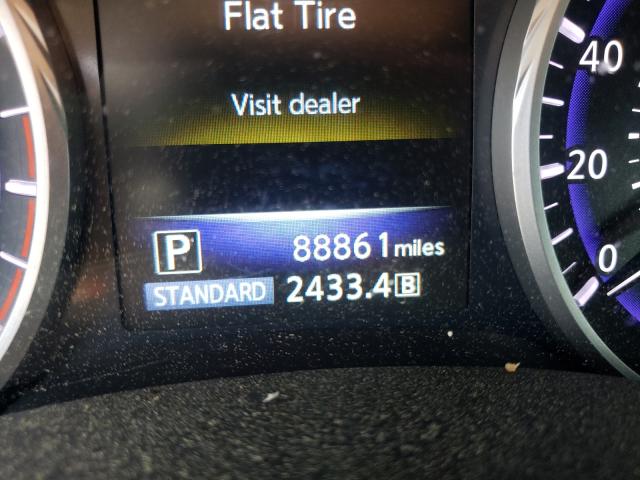 Flat Tire
Visit dealer
P 88861 miles
STANDARD 2433.4 B
40
20
0